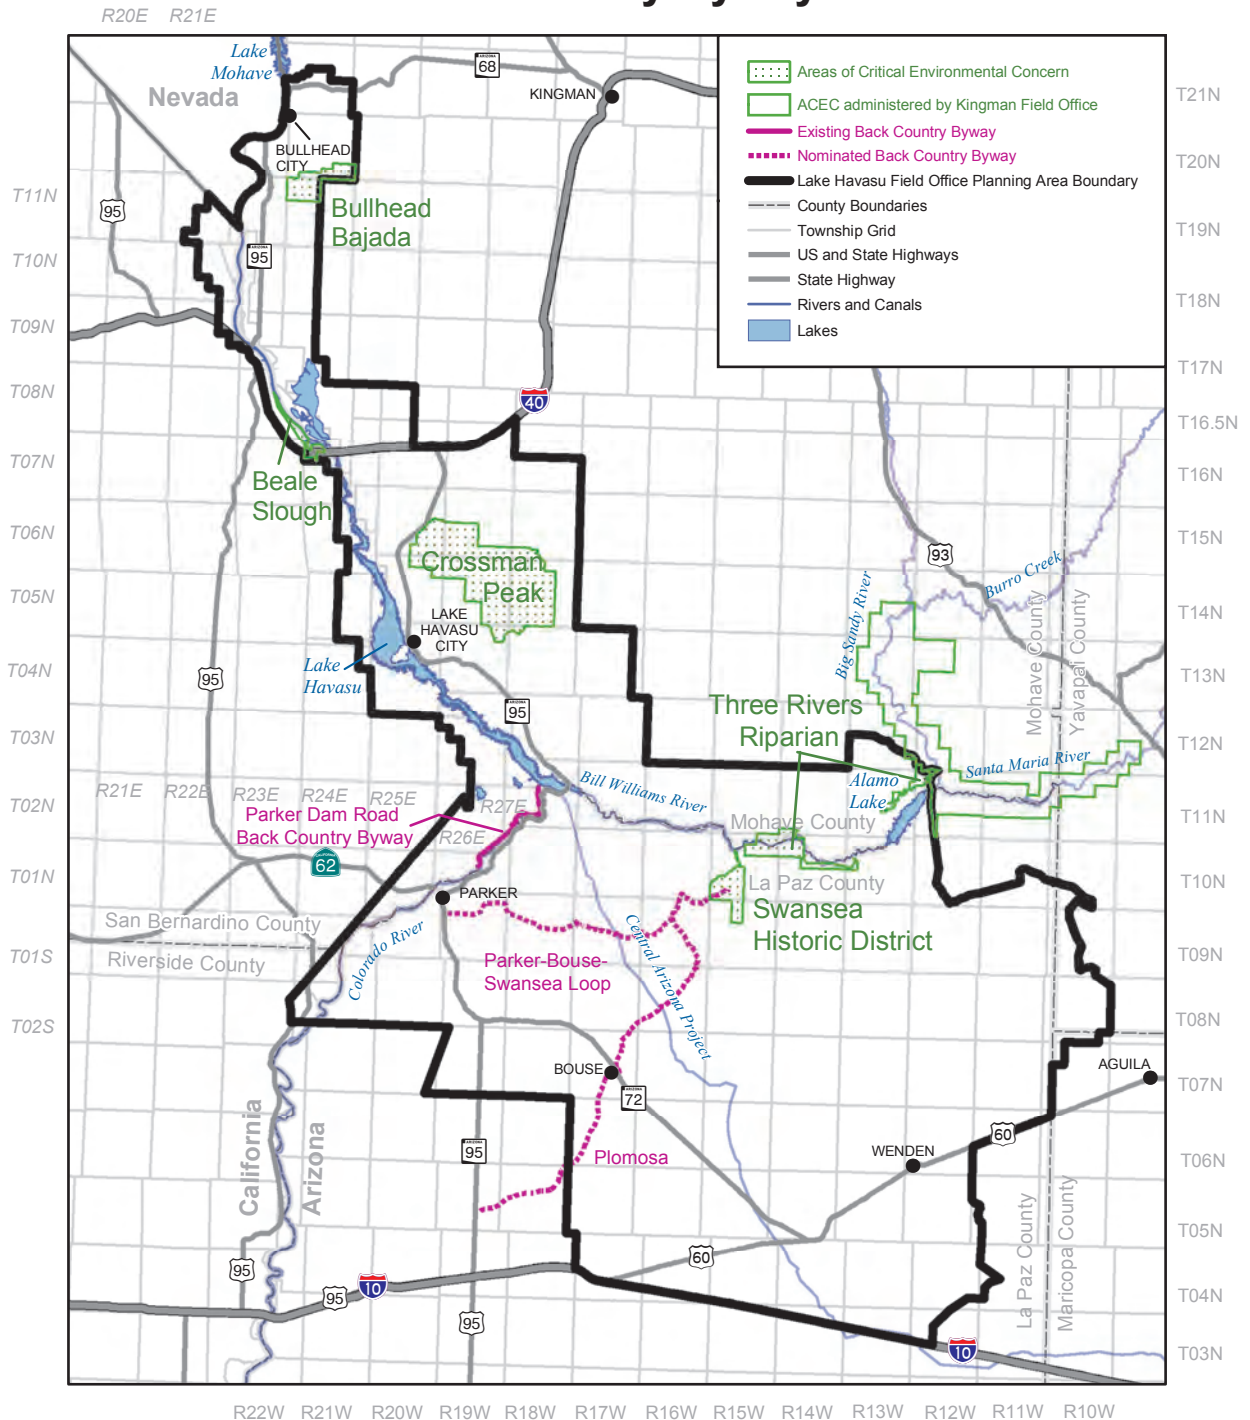 R20E R21E
Lake
Mohave
Nevada
ARIZONA
68
KINGMAN
BULLHEAD
CITY
Areas of Critical Environmental Concern
ACEC administered by Kingman Field Office
Existing Back Country Byway
Nominated Back Country Byway
Lake Havasu Field Office Planning Area Boundary
County Boundaries
Township Grid
US and State Highways
State Highway
Rivers and Canals
Lakes
T21N
T20N
T19N
T18N
T17N
T16.5N
T16N
T15N
T14N
T13N
T12N
T11N
T10N
T09N
T08N
T07N
T06N
T05N
T04N
T03N
T11N
T10N
T09N
T08N
T07N
T06N
T05N
T04N
T03N
T02N
T01N
T01S
T02S
95
Bullhead
Bajada
ARIZONA
95
40
Beale
Slough
Crossman
Peak
LAKE
HAVASU
CITY
Lake
Havasu
95
ARIZONA
95
93
Burro Creek
Big Sandy River
Mohave County
Yavapai County
Three Rivers
Riparian
Santa Maria River
Alamo
Lake
Bill Williams River
R21E R22E R23E R24E R25E R26E R27E
Parker Dam Road
Back Country Byway
CALIFORNIA
62
PARKER
Mohave County
La Paz County
Swansea
Historic District
San Bernardino County
Riverside County
Colorado River
Parker-Bouse-
Swansea Loop
Central Arizona Project
BOUSE
ARIZONA
72
AGUILA
60
WENDEN
California
Arizona
ARIZONA
95
Plomosa
La Paz County
Maricopa County
60
95
10
95
95
10
R22W R21W R20W R19W R18W R17W R16W R15W R14W R13W R12W R11W R10W